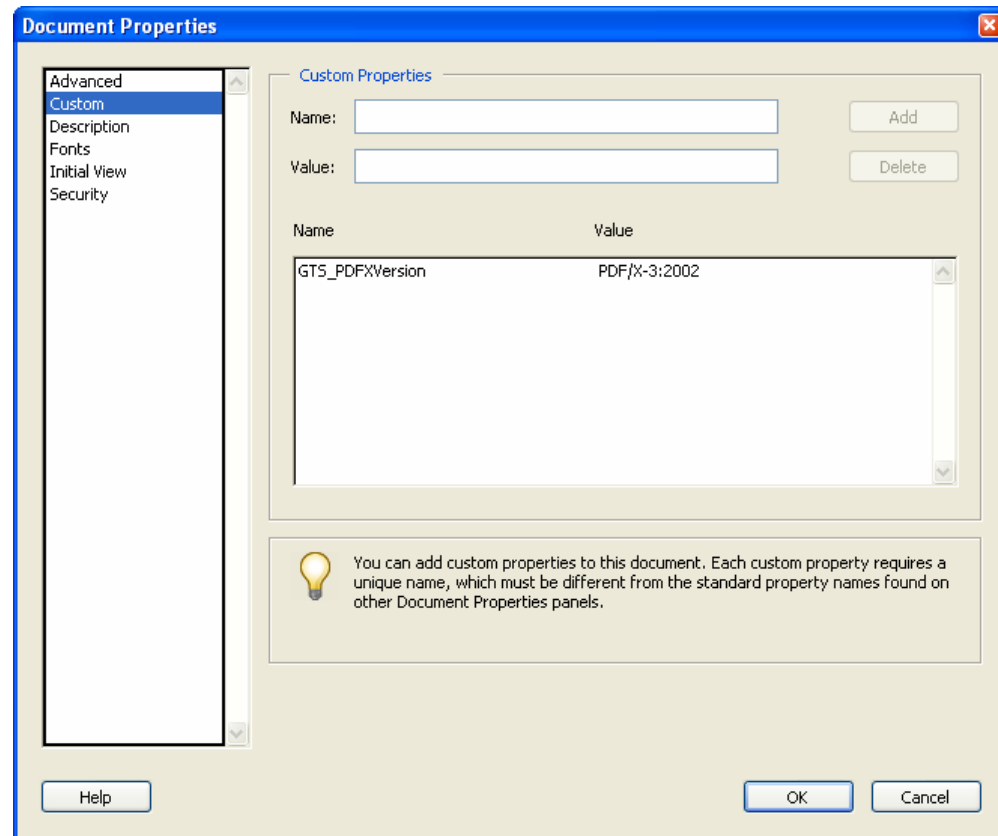 Document Properties
Advanced
Custom
Description
Fonts
Initial View
Security
Custom Properties
Name:
Add
Value:
Delete
Name Value
GTS_PDFXVersion PDF/X-3:2002
You can add custom properties to this document. Each custom property requires a
unique name, which must be different from the standard property names found on
other Document Properties panels.
Help
OK
Cancel